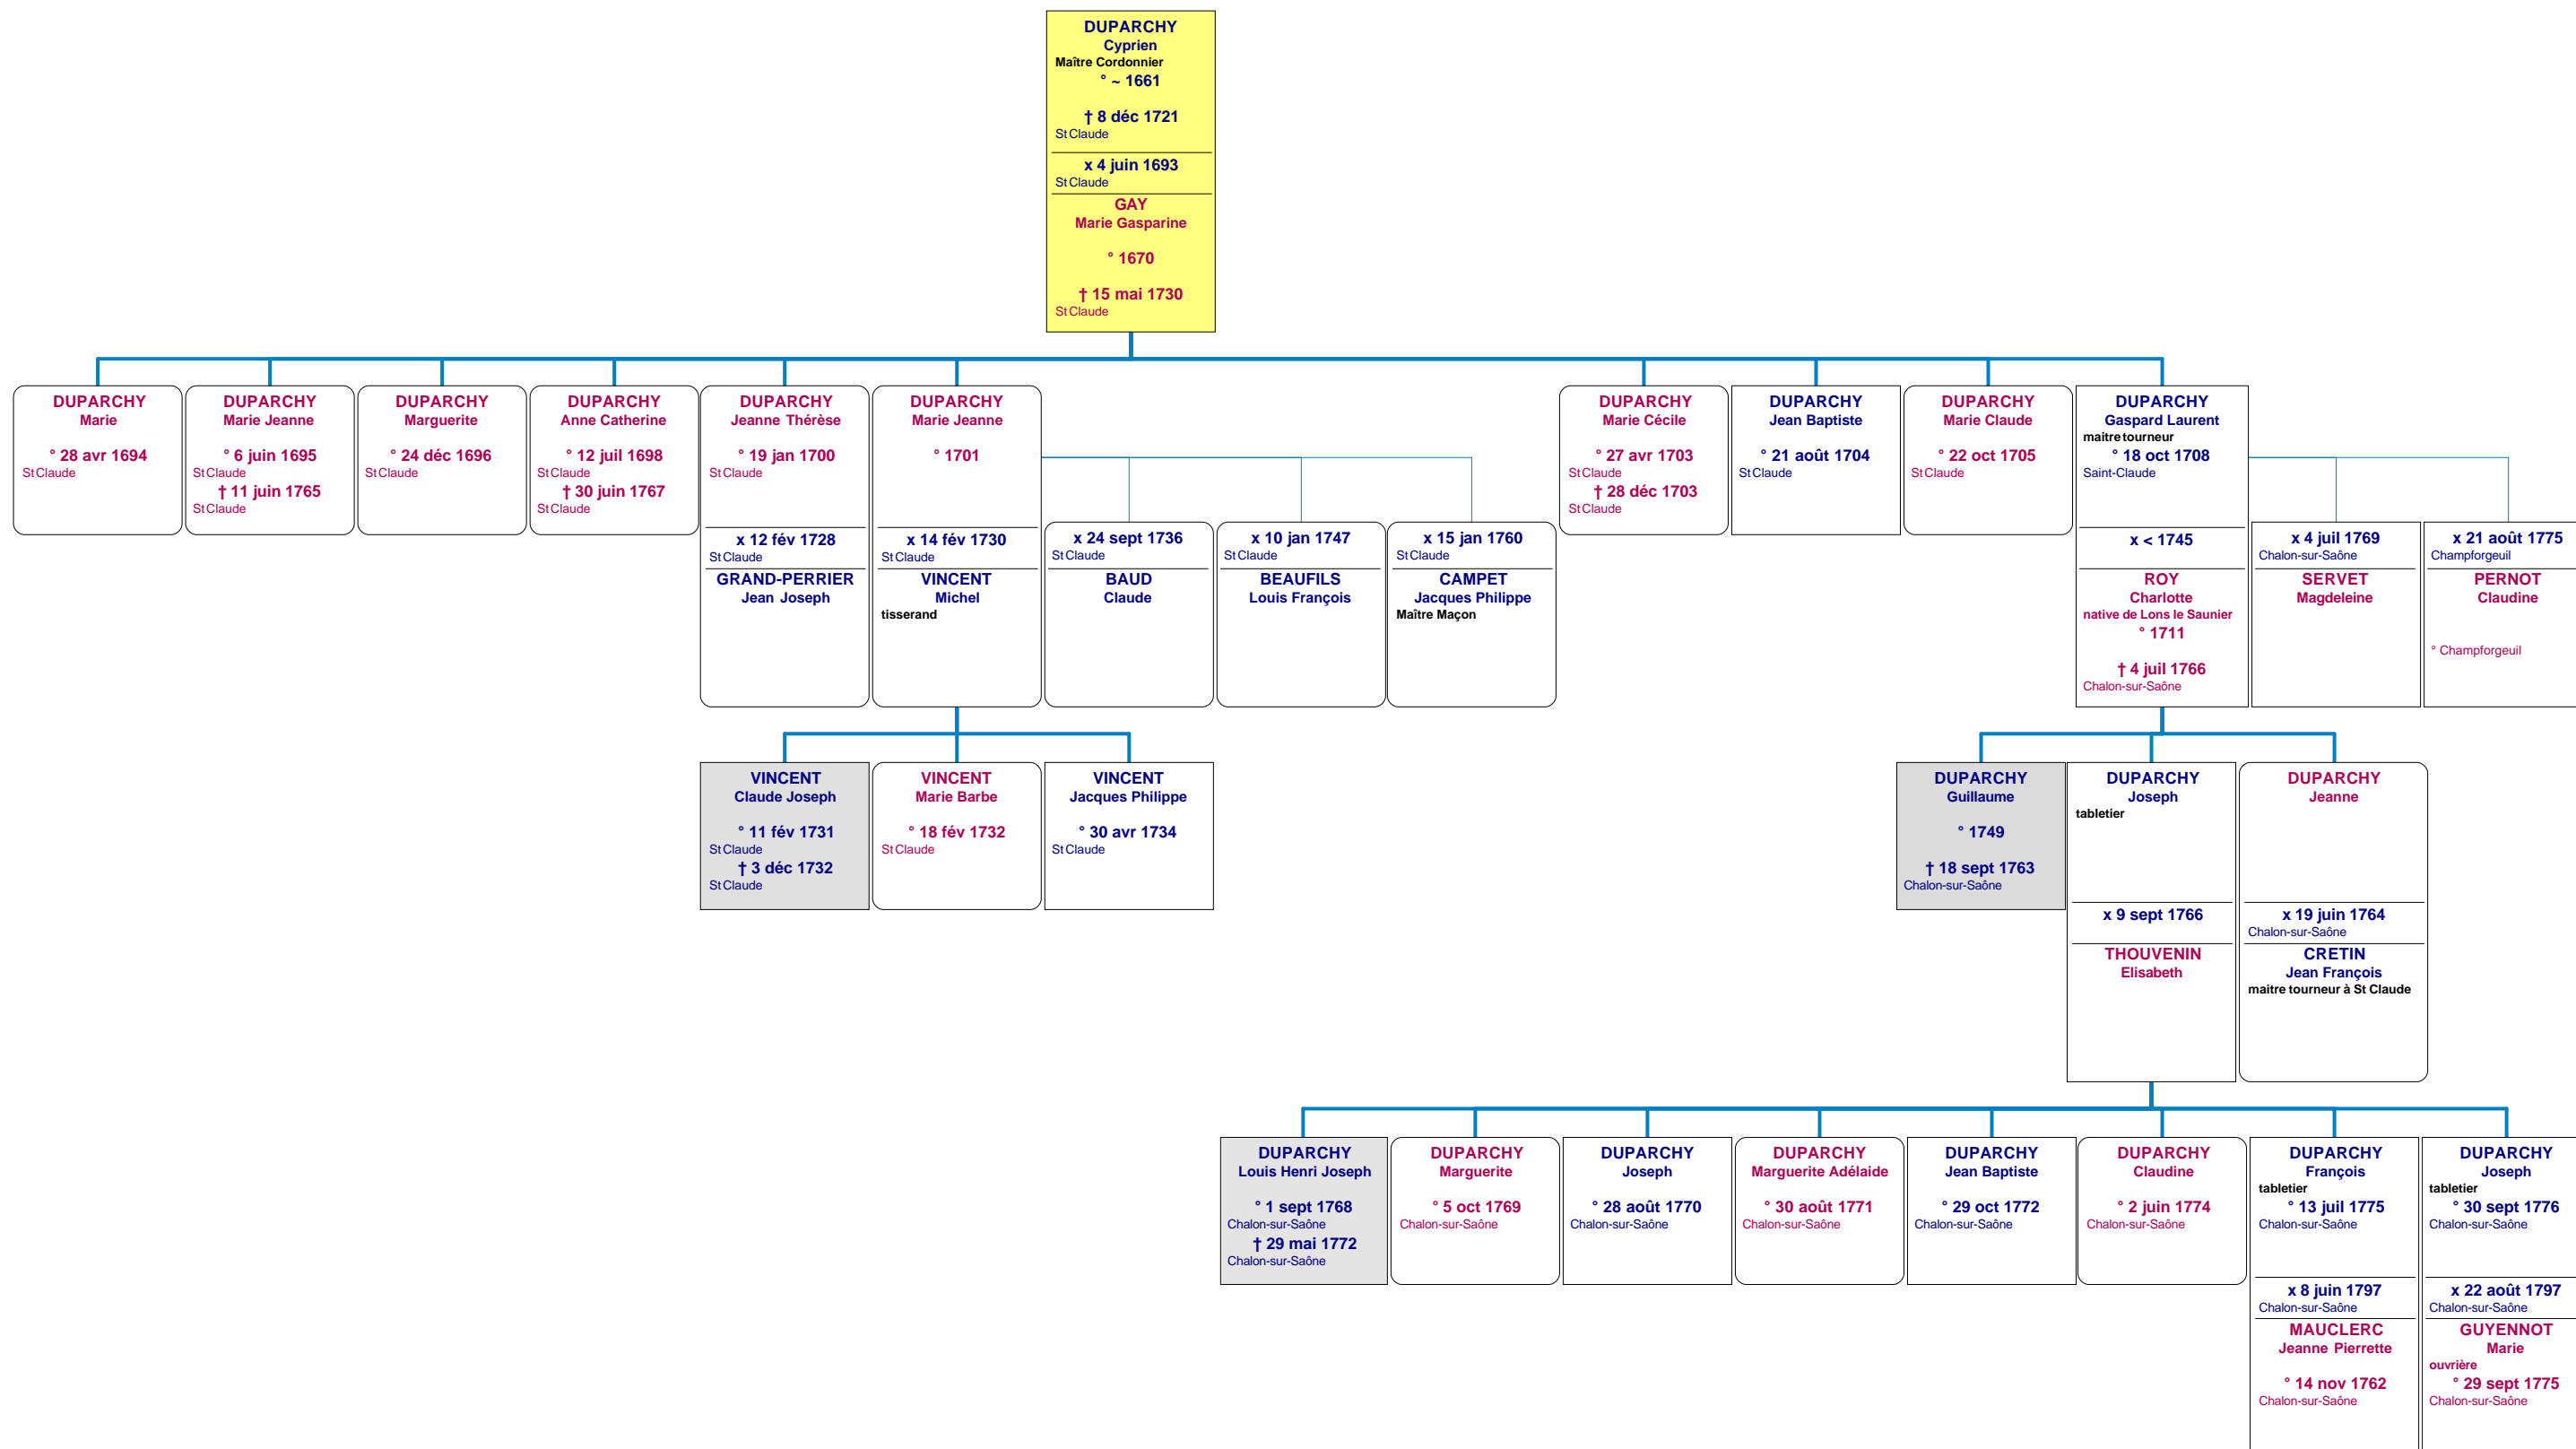 DUPARCHY
Cyprien
Maître Cordonnier
° ~ 1661
† 8 déc 1721
St Claude
x 4 juin 1693
St Claude
GAY
Marie Gasparine
° 1670
† 15 mai 1730
St Claude
DUPARCHY
Marie
° 28 avr 1694
St Claude
DUPARCHY
Marie Jeanne
° 6 juin 1695
St Claude
† 11 juin 1765
St Claude
DUPARCHY
Marguerite
° 24 déc 1696
St Claude
DUPARCHY
Anne Catherine
° 12 juil 1698
St Claude
† 30 juin 1767
St Claude
DUPARCHY
Jeanne Thérèse
° 19 jan 1700
St Claude
x 12 fév 1728
St Claude
GRAND-PERRIER
Jean Joseph
DUPARCHY
Marie Jeanne
° 1701
x 14 fév 1730
St Claude
VINCENT
Michel
tisserand
x 24 sept 1736
St Claude
BAUD
Claude
x 10 jan 1747
St Claude
BEAUFILS
Louis François
x 15 jan 1760
St Claude
CAMPET
Jacques Philippe
Maître Maçon
DUPARCHY
Marie Cécile
° 27 avr 1703
St Claude
† 28 déc 1703
St Claude
DUPARCHY
Jean Baptiste
° 21 août 1704
St Claude
DUPARCHY
Marie Claude
° 22 oct 1705
St Claude
DUPARCHY
Gaspard Laurent
maitre tourneur
° 18 oct 1708
Saint-Claude
x < 1745
ROY
Charlotte
native de Lons le Saunier
° 1711
† 4 juil 1766
Chalon-sur-Saône
x 4 juil 1769
Chalon-sur-Saône
SERVET
Magdeleine
x 21 août 1775
Champforgeuil
PERNOT
Claudine
° Champforgeuil
VINCENT
Claude Joseph
° 11 fév 1731
St Claude
† 3 déc 1732
St Claude
VINCENT
Marie Barbe
° 18 fév 1732
St Claude
VINCENT
Jacques Philippe
° 30 avr 1734
St Claude
DUPARCHY
Guillaume
° 1749
† 18 sept 1763
Chalon-sur-Saône
DUPARCHY
Joseph
tabletier
x 9 sept 1766
THOUVENIN
Elisabeth
DUPARCHY
Jeanne
x 19 juin 1764
Chalon-sur-Saône
CRETIN
Jean François
maitre tourneur à St Claude
DUPARCHY
Louis Henri Joseph
° 1 sept 1768
Chalon-sur-Saône
† 29 mai 1772
Chalon-sur-Saône
DUPARCHY
Marguerite
° 5 oct 1769
Chalon-sur-Saône
DUPARCHY
Joseph
° 28 août 1770
Chalon-sur-Saône
DUPARCHY
Marguerite Adélaide
° 30 août 1771
Chalon-sur-Saône
DUPARCHY
Jean Baptiste
° 29 oct 1772
Chalon-sur-Saône
DUPARCHY
Claudine
° 2 juin 1774
Chalon-sur-Saône
DUPARCHY
François
tabletier
° 13 juil 1775
Chalon-sur-Saône
x 8 juin 1797
Chalon-sur-Saône
MAUCLERC
Jeanne Pierrette
° 14 nov 1762
Chalon-sur-Saône
DUPARCHY
Joseph
tabletier
° 30 sept 1776
Chalon-sur-Saône
x 22 août 1797
Chalon-sur-Saône
GUYENNOT
Marie
ouvrière
° 29 sept 1775
Chalon-sur-Saône